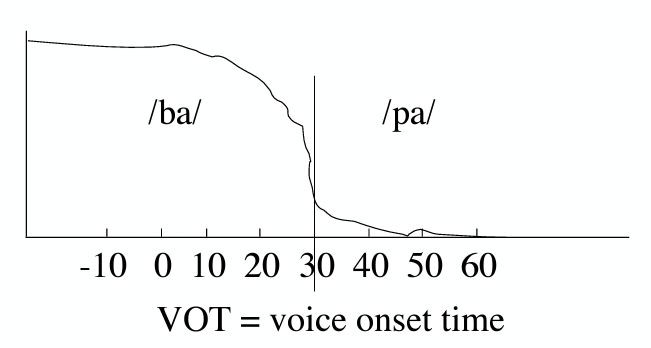 /ba/ /pa/
-10 0 10 20 30 40 50 60
VOT = voice onset time